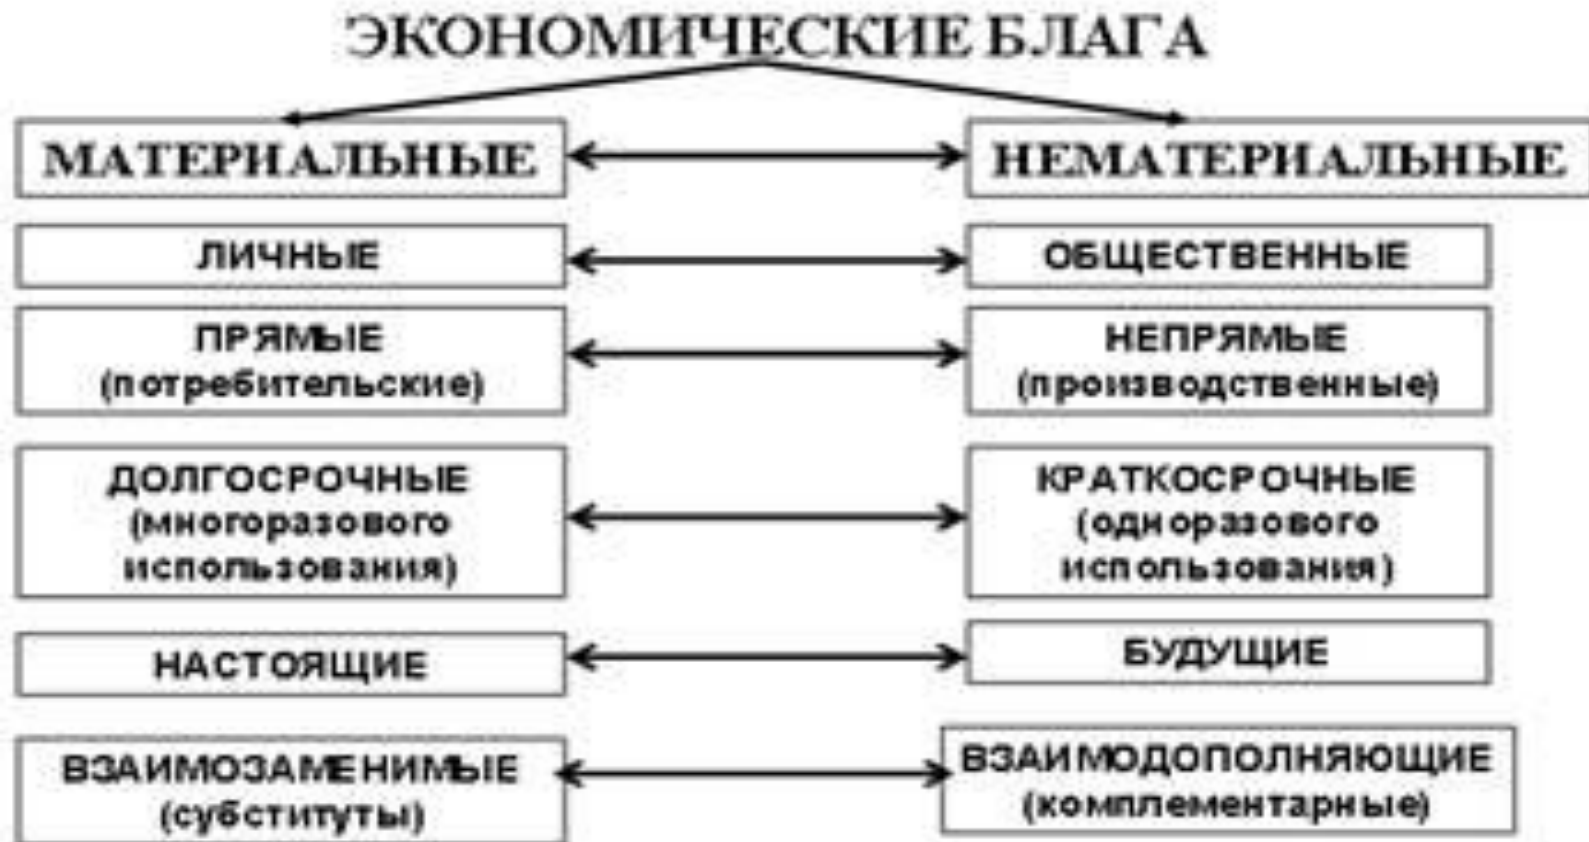 ЭКОНОМИЧЕСКИЕ БЛАГА
МАТЕРИАЛЬНЫЕ
НЕМАТЕРИАЛЬНЫЕ
ЛИЧНЫЕ
ОБЩЕСТВЕННЫЕ
ПРЯМЫЕ
(потребительские)
НЕПРЯМЫЕ
(производственные)
ДОЛГОСРОЧНЫЕ
(многоразового
использования)
КРАТКОСРОЧНЫЕ
(одноразового
использования)
НАСТОЯЩИЕ
БУДУЩИЕ
ВЗАИМОЗАМЕНИМЫЕ
(субституты)
ВЗАИМОДОПОЛНЯЮЩИЕ
(комплементарные)